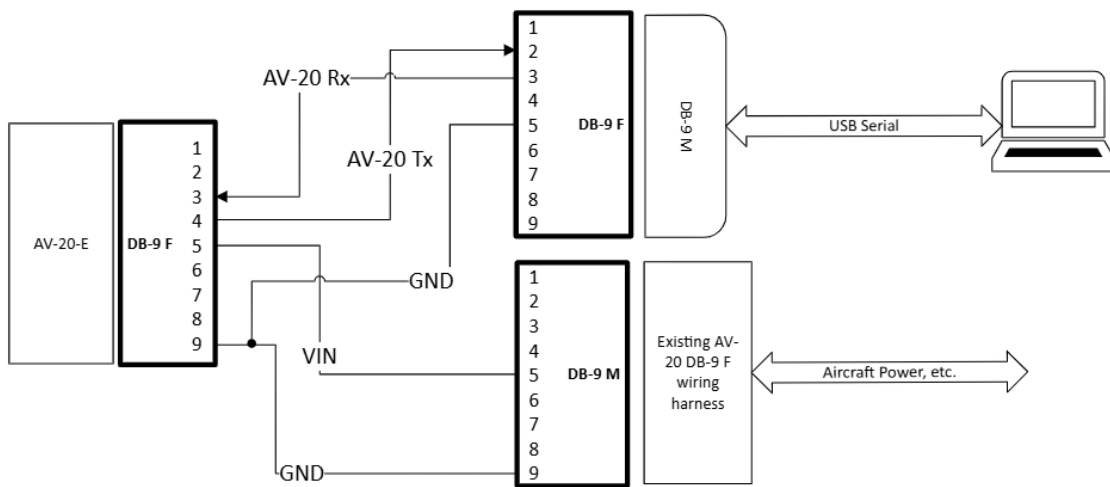 1
2
3
4
5
6
7
8
9
DB-9 F
DB-9 M
USB Serial
AV-20 Rx
AV-20 Tx
AV-20-E
DB-9 F
1
2
3
4
5
6
7
8
9
GND
VIN
GND
1
2
3
4
5
6
7
8
9
DB-9 M
Existing AV-
20 DB-9 F
wiring
harness
Aircraft Power, etc.